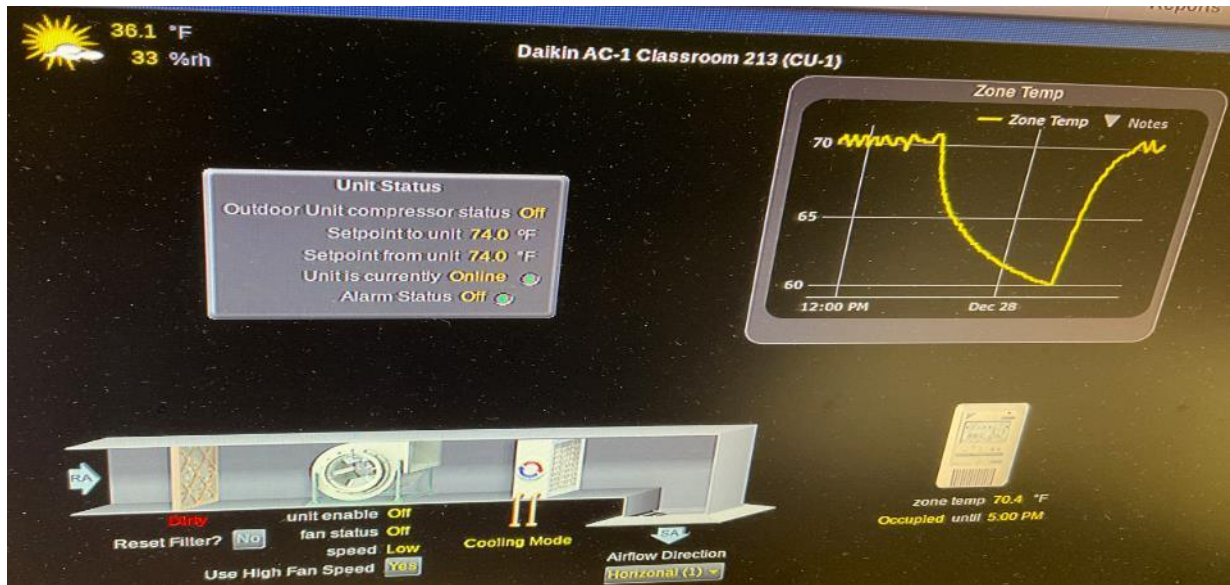 Reports
36.1 °F
33 %rh
Daikin AC-1 Classroom 213 (CU-1)
Zone Temp
Zone Temp Notes
70
65
60
12:00 PM Dec 28
Unit Status
Outdoor Unit compressor status Off
Setpoint to unit 74.0 °F
Setpoint from unit 74.0 °F
Unit is currently Online
Alarm Status Off
RA
Dirty
Reset Filter? No
unit enable Off
fan status Off
speed Low
Use High Fan Speed Yes
Cooling Mode
SA
Airflow Direction
Horizonal (1)
zone temp 70.4 °F
Occupied until 5:00 PM